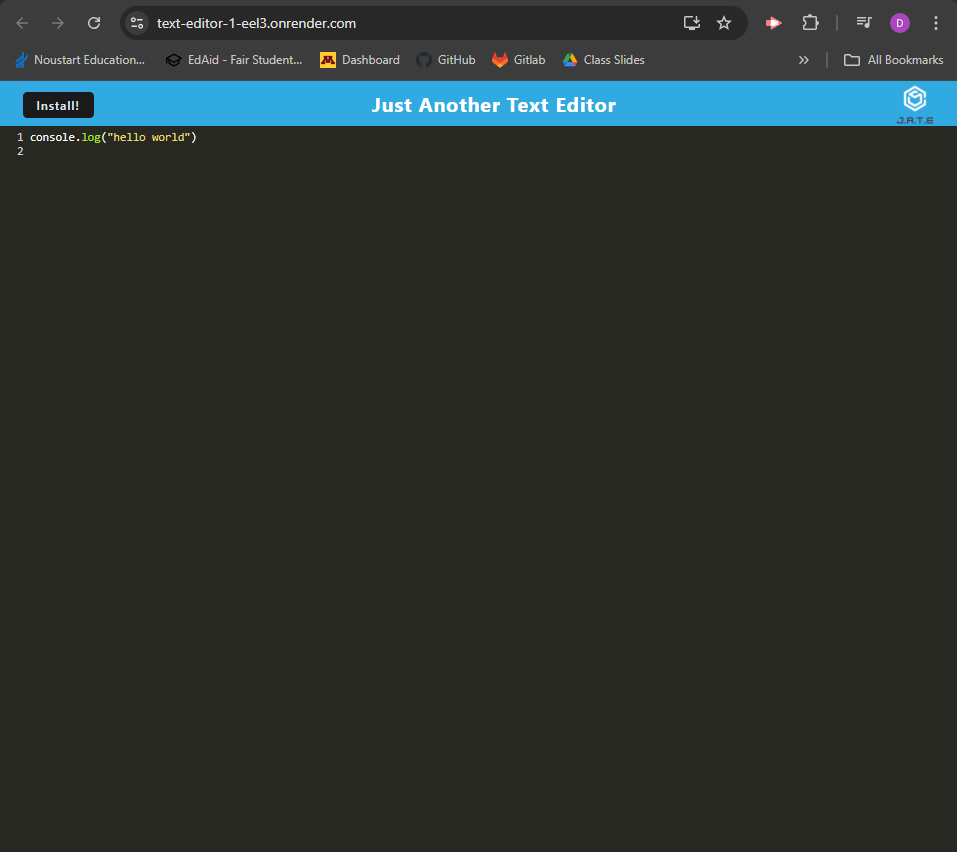 text-editor-1-eel3.onrender.com
D
Noustart Education... EdAid - Fair Student... Dashboard GitHub Gitlab Class Slides » All Bookmarks
Install! Just Another Text Editor
J.A.T.E
1 console.log("hello world")
2